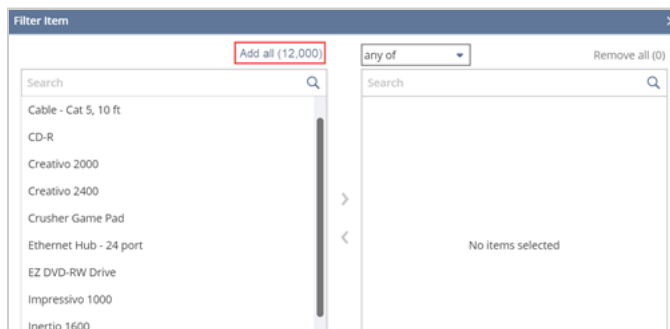 Filter Item
Add all (12,000)
any of
Remove all (0)
Search
Search
Cable - Cat 5, 10 ft
CD-R
Creativo 2000
Creativo 2400
Crusher Game Pad
Ethernet Hub - 24 port
No items selected
EZ DVD-RW Drive
Impressivo 1000
Inertio 1600